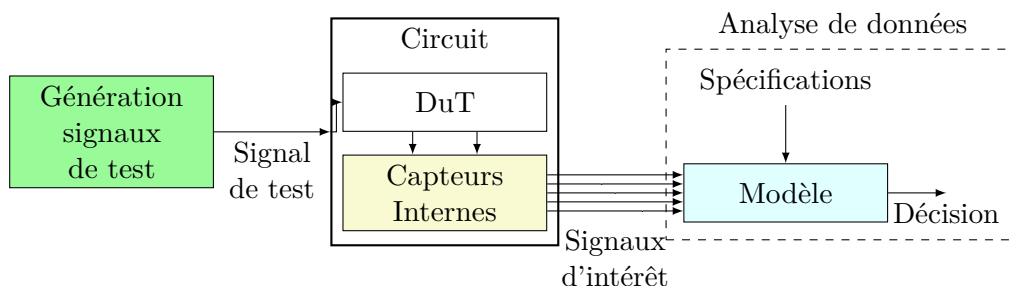 Génération
signaux
de test
Signal
de test
Circuit
DuT
Capteurs
Internes
Signaux
d'intérêt
Analyse de données
Spécifications
Modèle
Décision